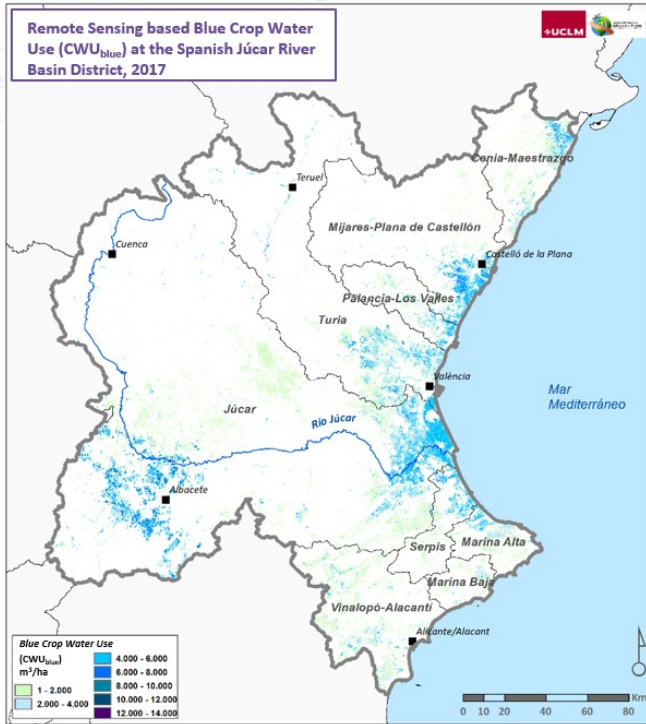 Remote Sensing based Blue Crop Water
Use (CWUblue) at the Spanish Júcar River
Basin District, 2017
UCLM
Cenia-Maestrazgo
Teruel
Mijares-Plana de Castellón
Cuenca
Castelló de la Plana
Palancia-Los Valles
Turia
València
Mar
Mediterráneo
Júcar
Río Júcar
Albacete
Serpis
Marina Alta
Marina Baja
Vinalopó-Alacantí
Alicante/Alacant
Blue Crop Water Use
(CWUblue)
m³/ha
1 - 2.000
2.000 - 4.000
4.000 - 6.000
6.000 - 8.000
8.000 - 10.000
10.000 - 12.000
12.000 - 14.000
Km
0 10 20 40 60 80